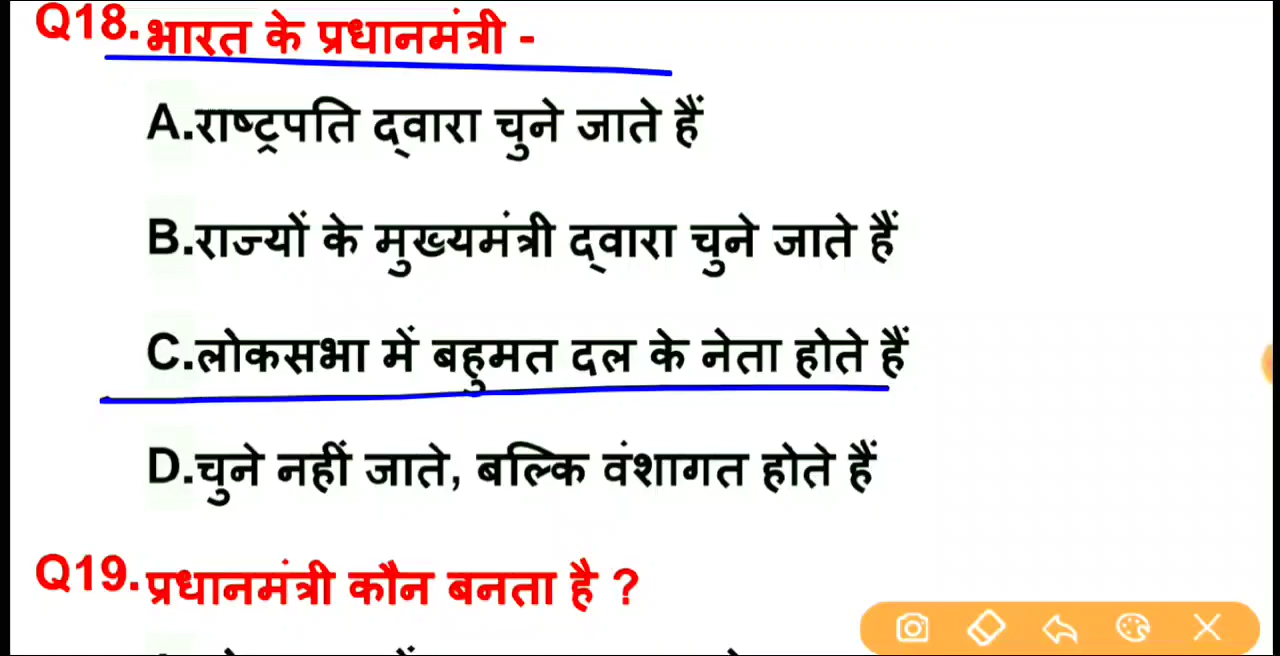 Q18. भारत के प्रधानमंत्री -
A.राष्ट्रपति द्वारा चुने जाते हैं
B.राज्यों के मुख्यमंत्री द्वारा चुने जाते हैं
C.लोकसभा में बहुमत दल के नेता होते हैं
D.चुने नहीं जाते, बल्कि वंशागत होते हैं
Q19. प्रधानमंत्री कौन बनता है ?